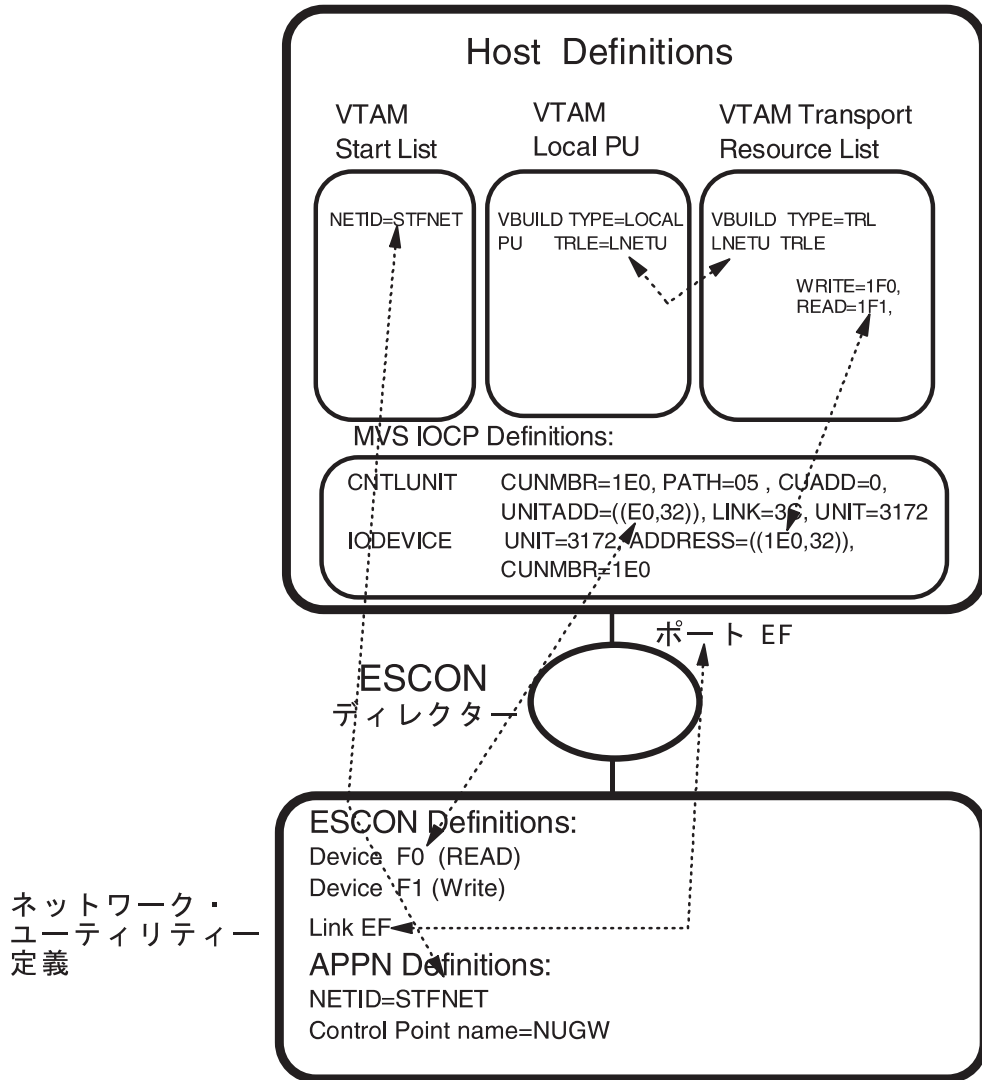 Host Definitions
VTAM
Start List
VTAM
Local PU
VTAM Transport
Resource List
NETID=STFNET
VBUILD TYPE=LOCAL
PU TRLE=LNETU
VBUILD TYPE=TRL
LNETU TRLE
WRITE=1F0,
READ=1F1,
MVS IOCP Definitions:
CNTLUNIT CUNMBR=1E0, PATH=05 , CUADD=0,
UNITADD=((E0,32)), LINK=3C, UNIT=3172
IODEVICE UNIT=3172, ADDRESS=((1E0,32)),
CUNMBR=1E0
ポート EF
ESCON
ディレクター
ESCON Definitions:
Device F0 (READ)
Device F1 (Write)
Link EF
APPN Definitions:
NETID=STFNET
Control Point name=NUGW
ネットワーク・
ユーティリティー
定義